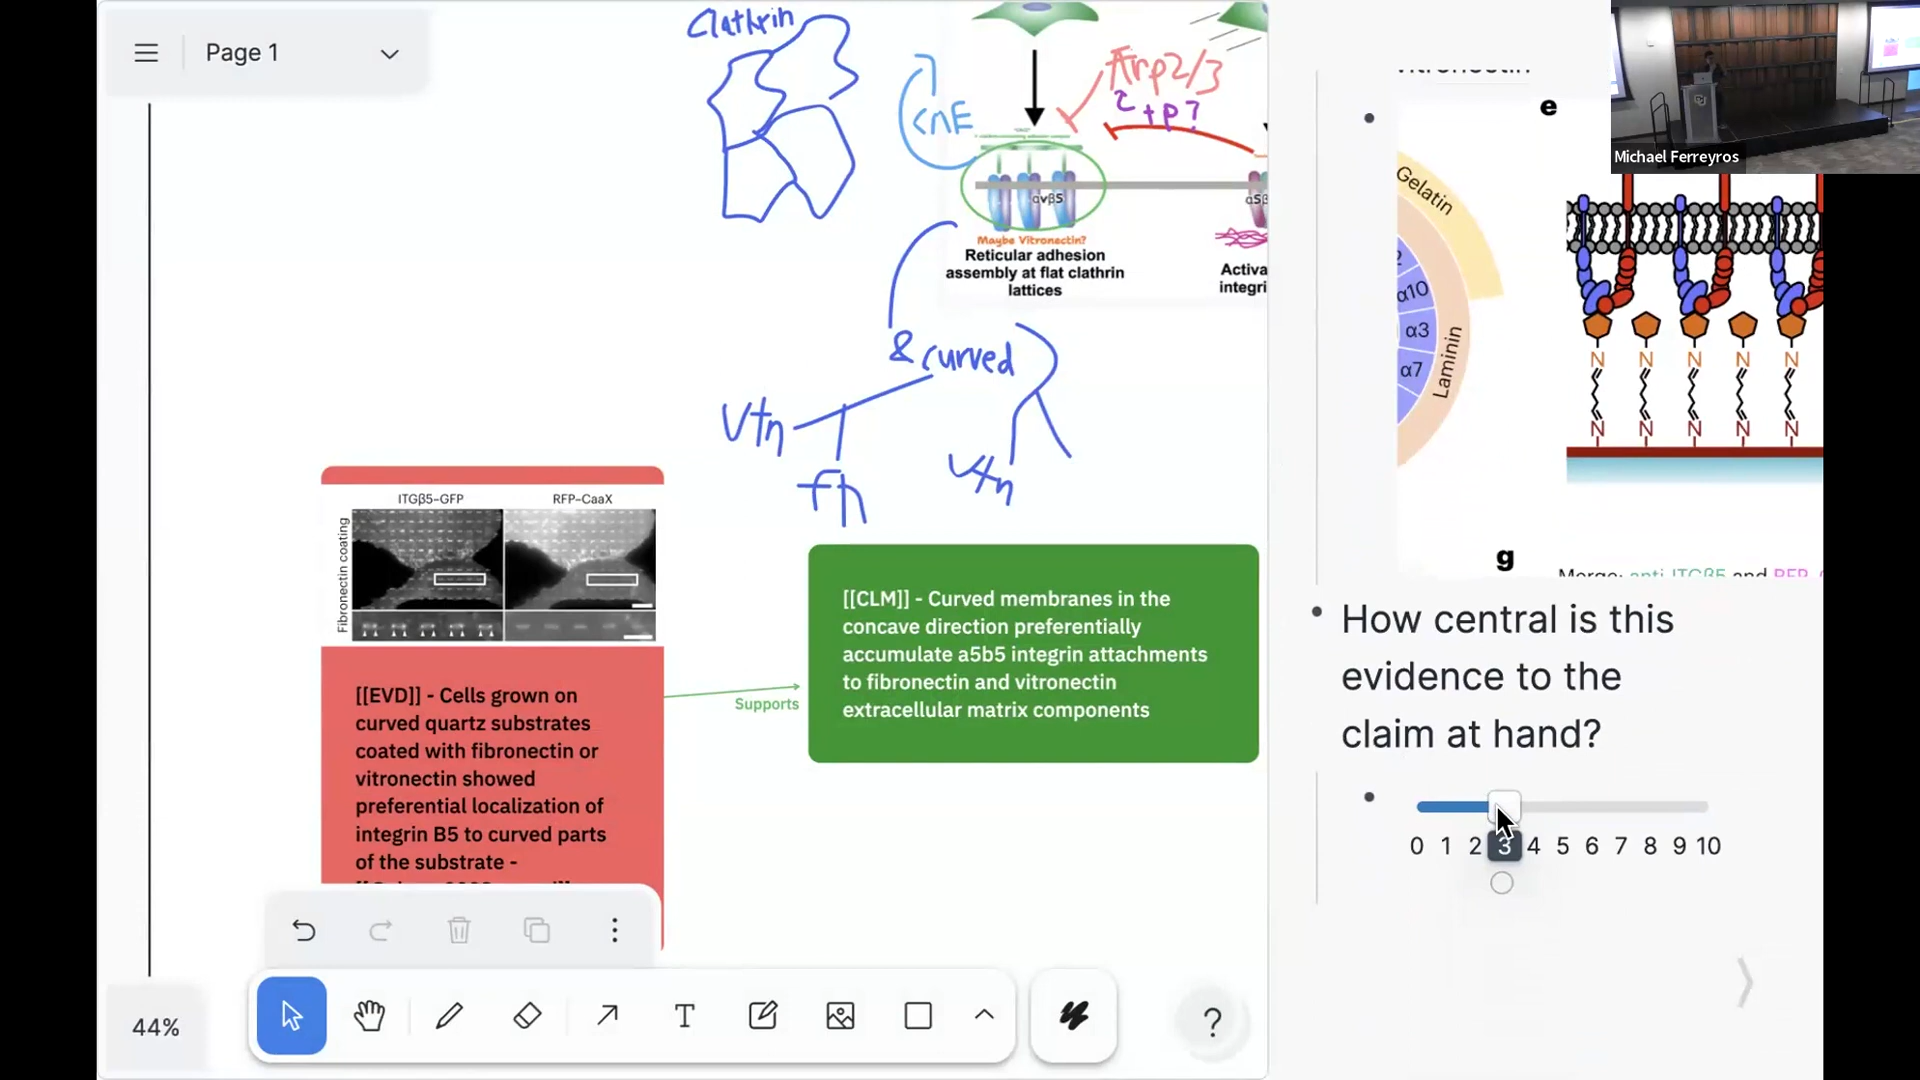 Page 1
Clathrin
CnE
Arp2/3
+P?
αvβ5
Maybe Vitronectin?
Reticular adhesion
assembly at flat clathrin
lattices
Activa
integri
& curved
Vtn
fn
Vtn
ITGβ5-GFP
RFP-CaaX
Fibronectin coating
[[EVD]] - Cells grown on
curved quartz substrates
coated with fibronectin or
vitronectin showed
preferential localization of
integrin B5 to curved parts
of the substrate -
Supports
[[CLM]] - Curved membranes in the
concave direction preferentially
accumulate a5b5 integrin attachments
to fibronectin and vitronectin
extracellular matrix components
44%
?
e
Michael Ferreyros
Gelatin
α10
α3
α7
Laminin
N N N N N
N N N N N
g
Merge: anti-ITGβ5 and RFP
How central is this
evidence to the
claim at hand?
0 1 2 3 4 5 6 7 8 9 10